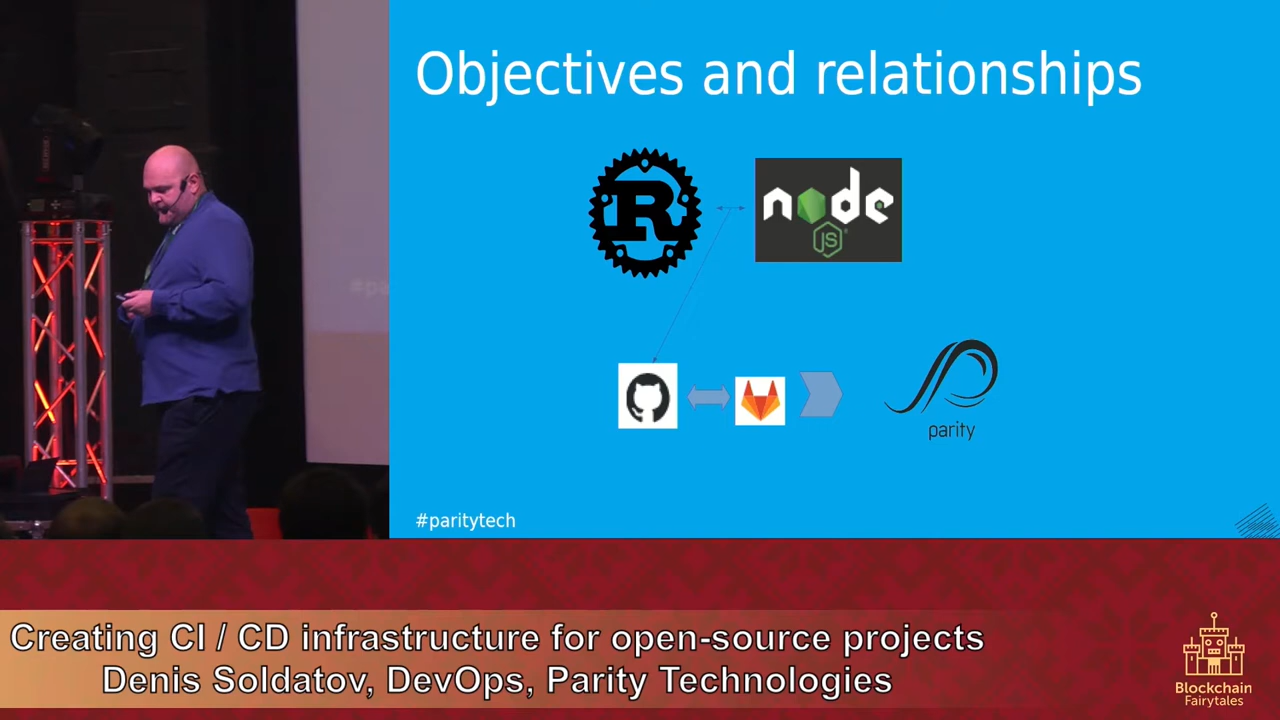 Objectives and relationships
R
node
JS
parity
#paritytech
Creating CI / CD infrastructure for open-source projects
Denis Soldatov, DevOps, Parity Technologies
Blockchain
Fairytales